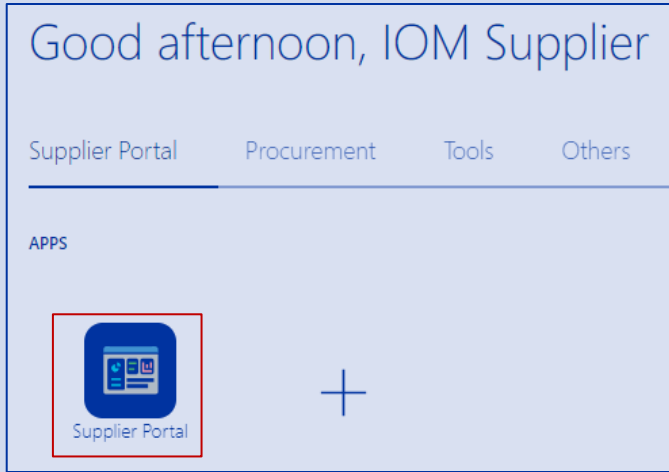 Good afternoon, IOM Supplier
Supplier Portal Procurement Tools Others
APPS
Supplier Portal